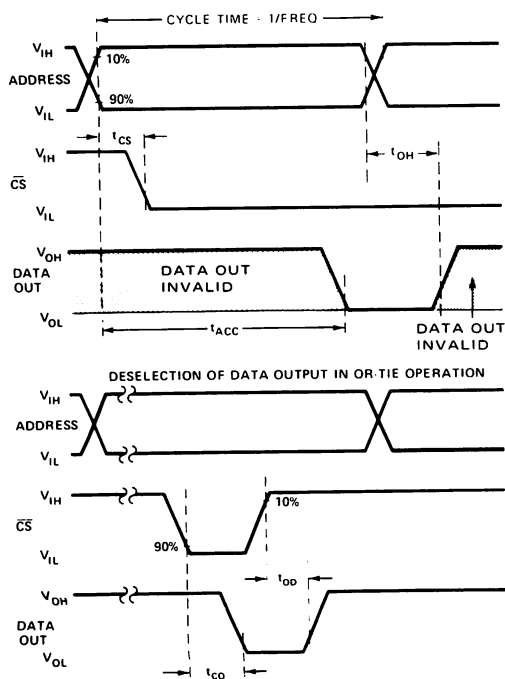 CYCLE TIME - 1/FREQ
VIH
10%
ADDRESS
90%
VIL
tCS
VIH
tOH
CS
VIL
VOH
DATA OUT
DATA OUT INVALID
VOL
tACC
DATA OUT INVALID
DESELECTION OF DATA OUTPUT IN OR-TIE OPERATION
VIH
ADDRESS
VIL
VIH
10%
CS
90%
VIL
tOD
VOH
DATA OUT
VOL
tCO